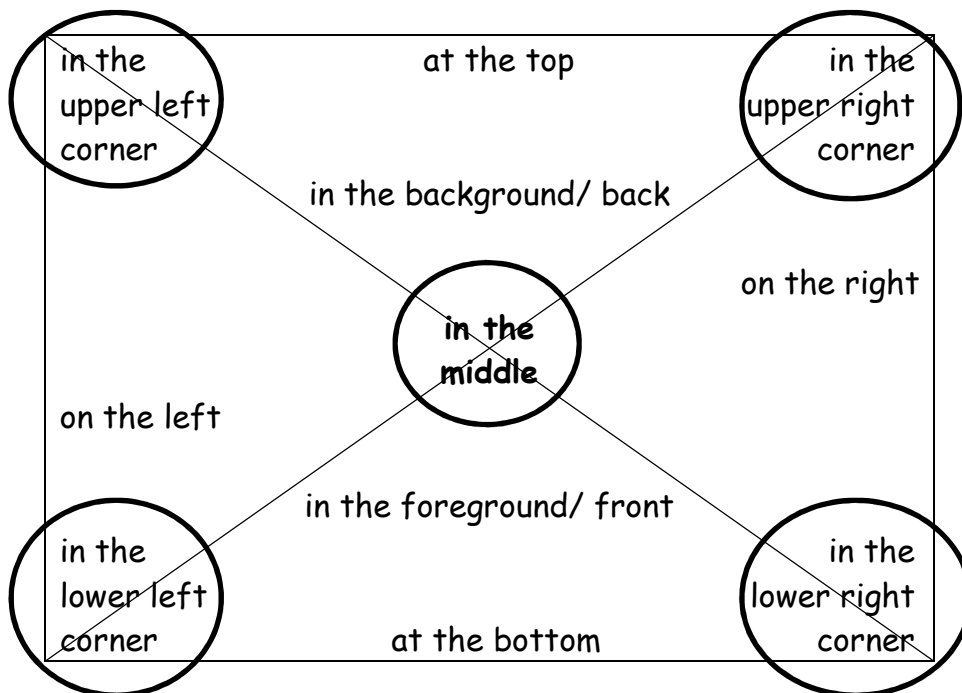 in the
upper left
corner
at the top
in the
upper right
corner
in the background/ back
on the right
in the
middle
on the left
in the foreground/ front
in the
lower left
corner
at the bottom
in the
lower right
corner